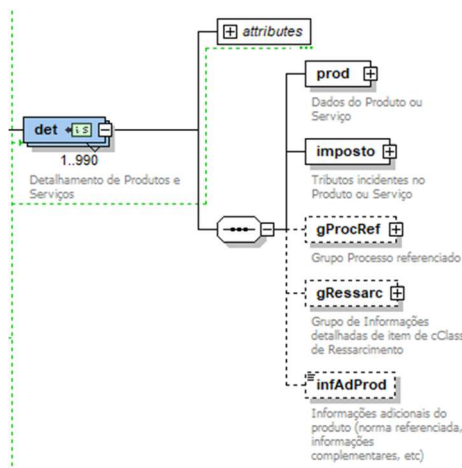 attributes
det
1..990
Detalhamento de Produtos e
Serviços
prod
Dados do Produto ou
Serviço
imposto
Tributos incidentes no
Produto ou Serviço
gProcRef
Grupo Processo referenciado
gRessarc
Grupo de Informações
detalhadas de item de cClass
de Ressarcimento
infAdProd
Informações adicionais do
produto (norma referenciada,
informações
complementares, etc)